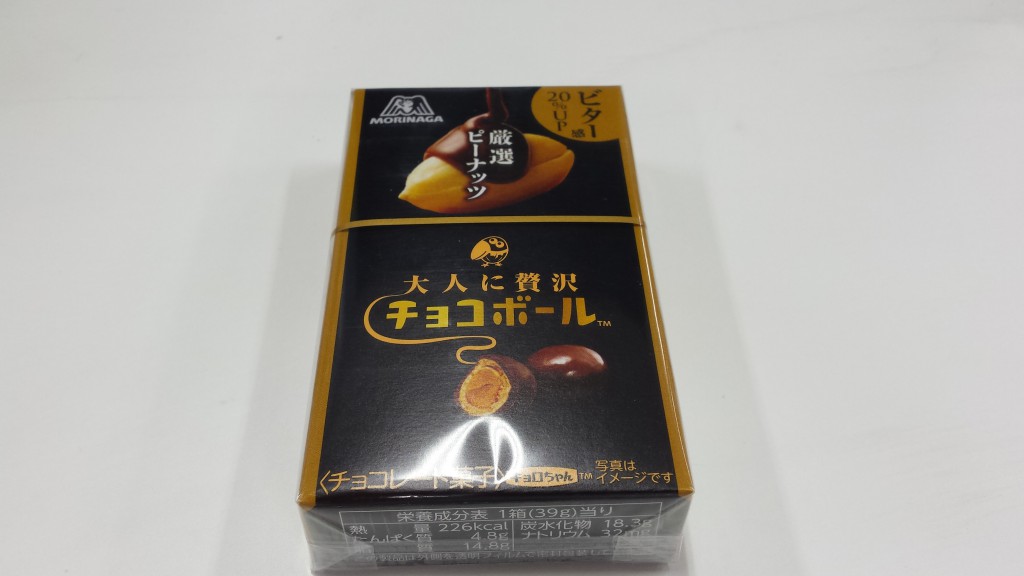 MORINAGA
厳選
ピーナッツ
ビター感
20%UP
大人に贅沢
チョコボール™
〈チョコレート菓子〉
キョロちゃん™
写真は
イメージです
栄養成分表 1箱(39g)当り
熱量 226kcal 炭水化物 18.3g
たんぱく質 4.8g ナトリウム
質 14.8g